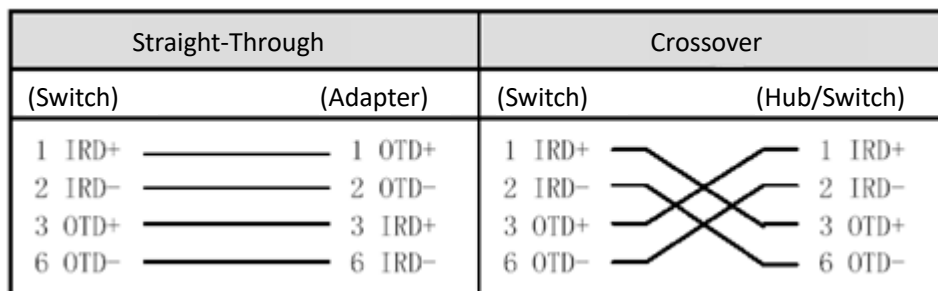 Straight-Through Crossover
(Switch) (Adapter) (Switch) (Hub/Switch)
1 IRD+ 1 OTD+ 1 IRD+ 1 IRD+
2 IRD- 2 OTD- 2 IRD- 2 IRD-
3 OTD+ 3 IRD+ 3 OTD+ 3 OTD+
6 OTD- 6 IRD- 6 OTD- 6 OTD-